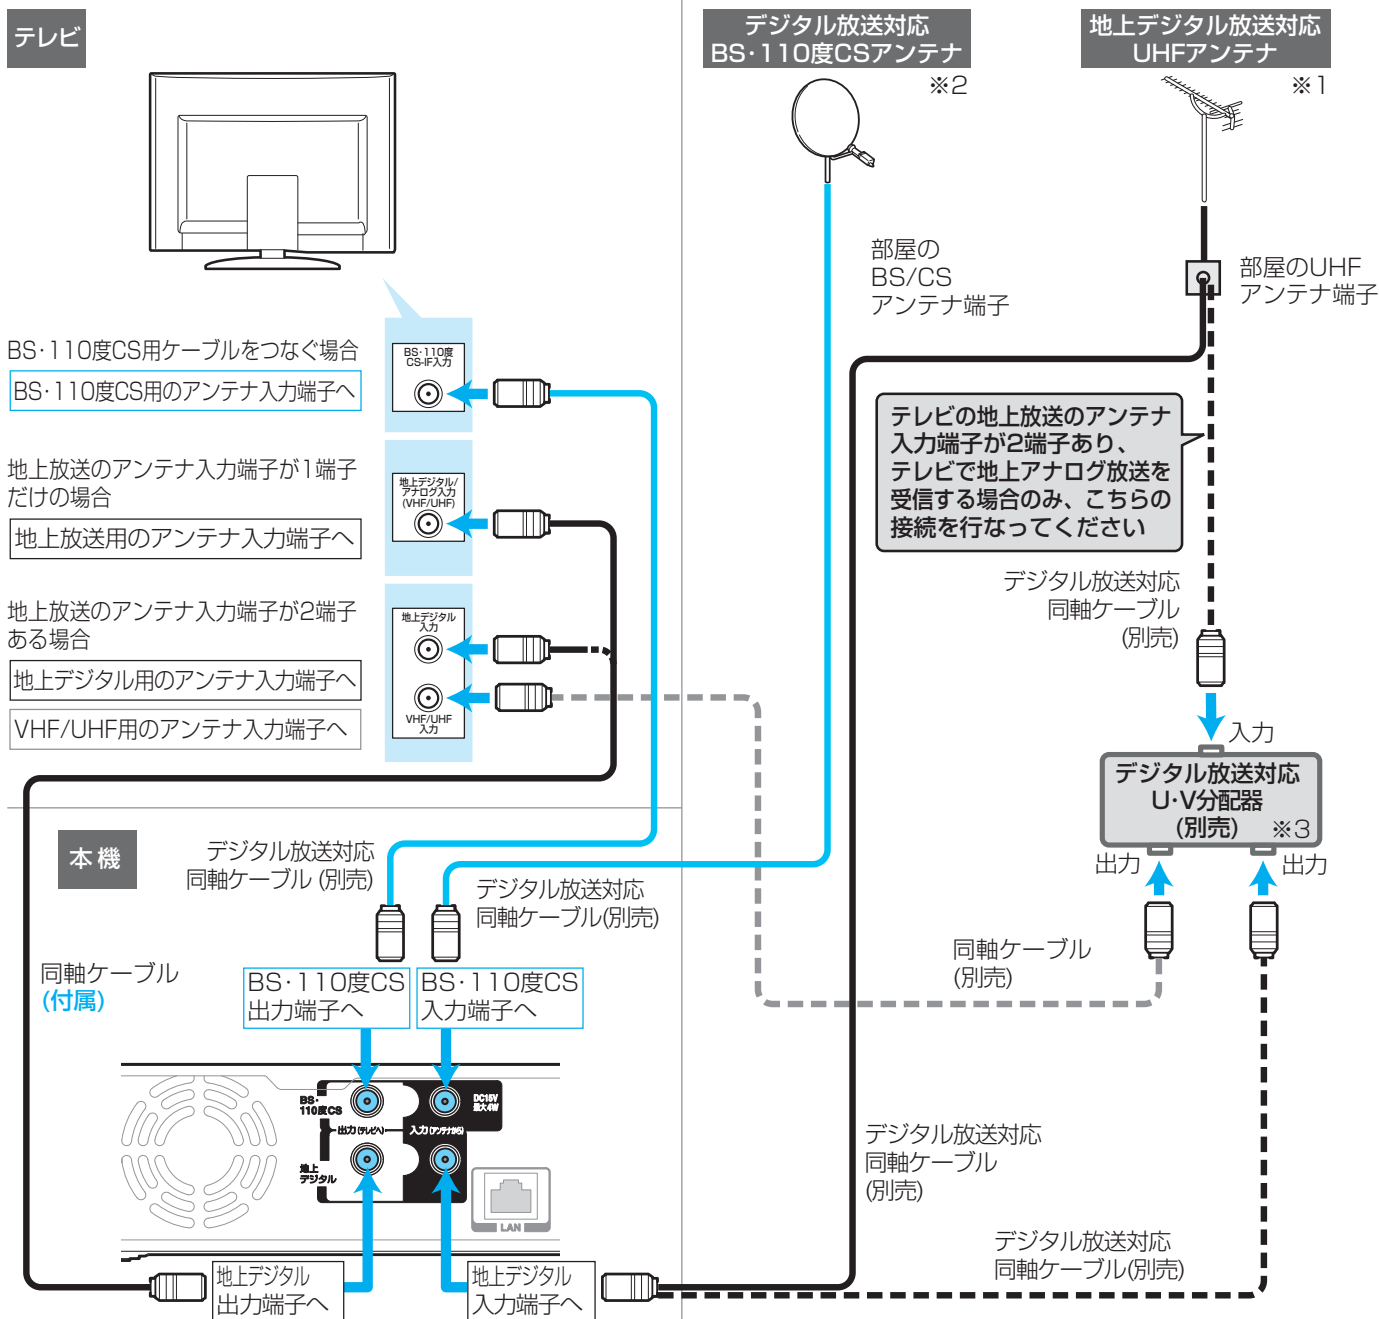 テレビ
デジタル放送対応
BS・110度CSアンテナ
※2
地上デジタル放送対応
UHFアンテナ
※1
部屋の
BS/CS
アンテナ端子
部屋のUHF
アンテナ端子
BS・110度CS用ケーブルをつなぐ場合
BS・110度CS用のアンテナ入力端子へ
BS・110度
CS-IF入力
地上放送のアンテナ入力端子が1端子
だけの場合
地上放送用のアンテナ入力端子へ
地上デジタル/
アナログ入力
(VHF/UHF)
地上放送のアンテナ入力端子が2端子
ある場合
地上デジタル用のアンテナ入力端子へ
VHF/UHF用のアンテナ入力端子へ
地上デジタル
入力
VHF/UHF
入力
テレビの地上放送のアンテナ
入力端子が2端子あり、
テレビで地上アナログ放送を
受信する場合のみ、こちらの
接続を行なってください
デジタル放送対応
同軸ケーブル
(別売)
入力
デジタル放送対応
U・V分配器
(別売) ※3
出力
出力
本機
デジタル放送対応
同軸ケーブル (別売)
デジタル放送対応
同軸ケーブル(別売)
同軸ケーブル
(別売)
同軸ケーブル
(付属)
BS・110度CS
出力端子へ
BS・110度CS
入力端子へ
BS・
110度CS
DC15V
最大4W
出力(テレビへ)
入力(アンテナから)
地上
デジタル
LAN
デジタル放送対応
同軸ケーブル
(別売)
デジタル放送対応
同軸ケーブル(別売)
地上デジタル
出力端子へ
地上デジタル
入力端子へ